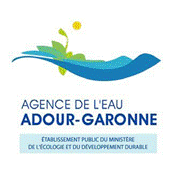 AGENCE DE L'EAU
ADOUR-GARONNE
ÉTABLISSEMENT PUBLIC DU MINISTÈRE
DE L'ÉCOLOGIE ET DU DÉVELOPPEMENT DURABLE